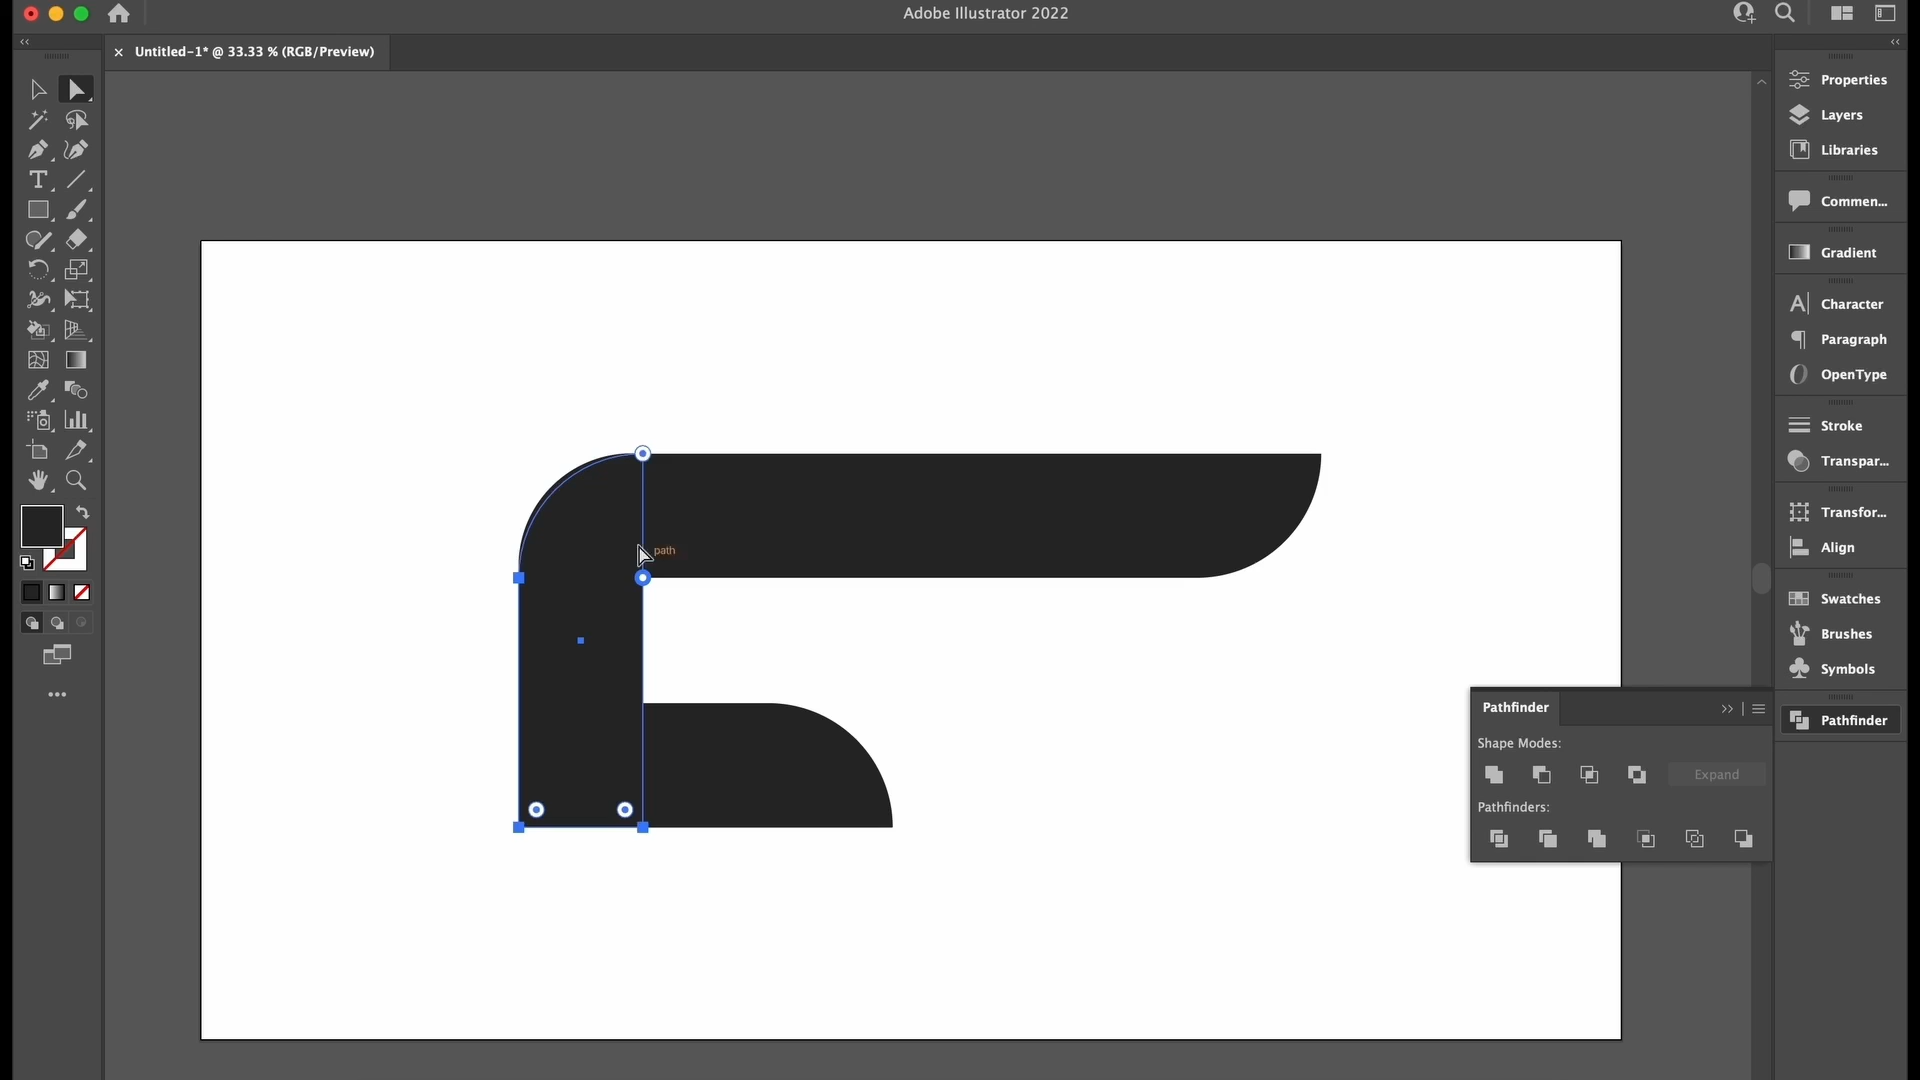 Adobe Illustrator 2022
Untitled-1* @ 33.33 % (RGB/Preview)
Properties
Layers
Libraries
Commen...
Gradient
Character
Paragraph
OpenType
Stroke
Transpar...
Transfor...
Align
Swatches
Brushes
Symbols
Pathfinder
path
Pathfinder
Shape Modes:
Expand
Pathfinders: